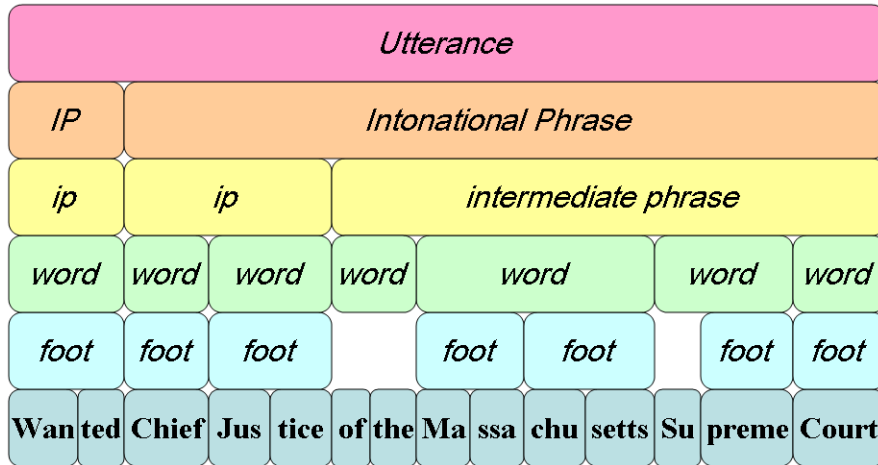 Utterance
IP Intonational Phrase
ip ip intermediate phrase
word word word word word word word
foot foot foot foot foot foot foot
Wan ted Chief Jus tice of the Ma ssa chu setts Su preme Court